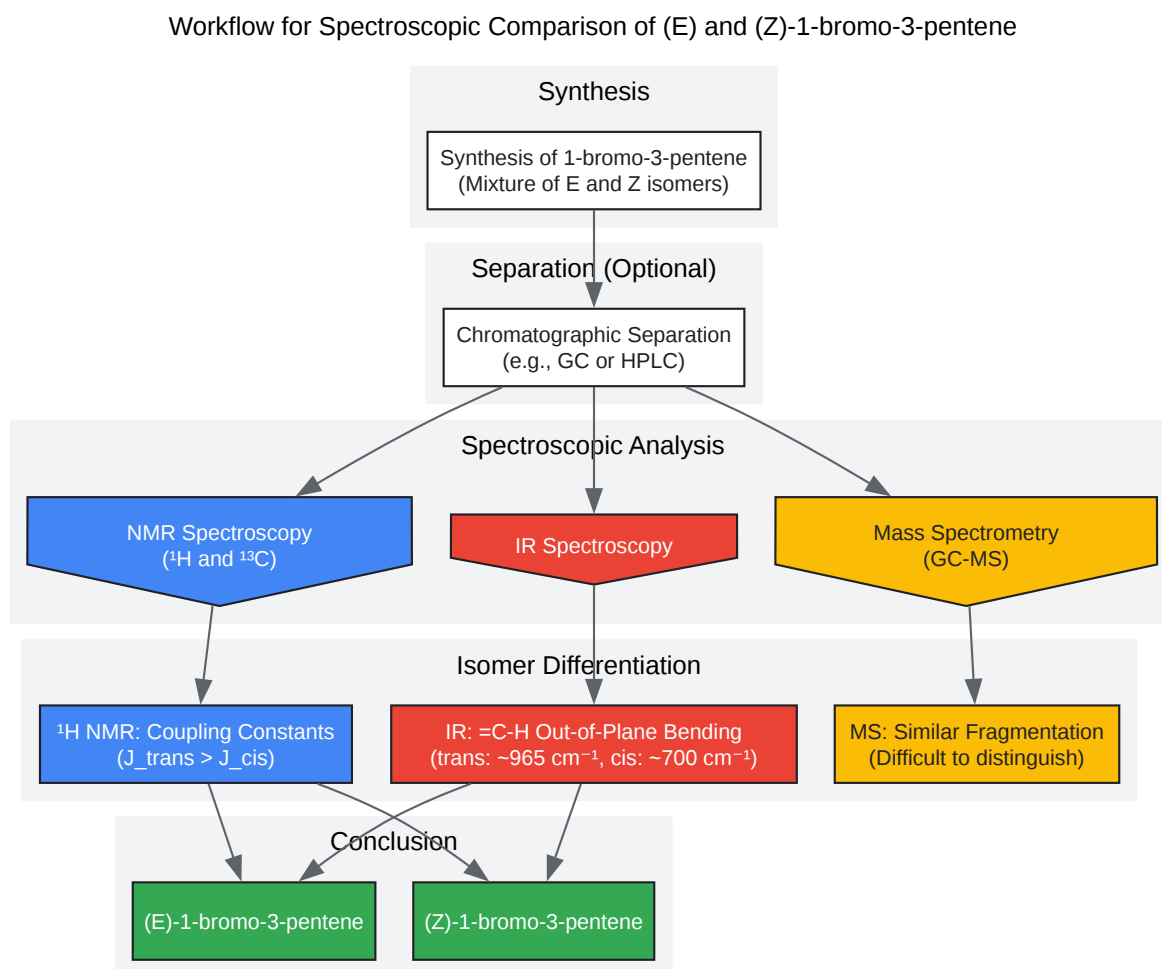 Workflow for Spectroscopic Comparison of (E) and (Z)-1-bromo-3-pentene
Synthesis
Synthesis of 1-bromo-3-pentene
(Mixture of E and Z isomers)
Separation (Optional)
Chromatographic Separation
(e.g., GC or HPLC)
Spectroscopic Analysis
NMR Spectroscopy
(¹H and ¹³C)
IR Spectroscopy
Mass Spectrometry
(GC-MS)
Isomer Differentiation
¹H NMR: Coupling Constants
(J_trans > J_cis)
IR: =C-H Out-of-Plane Bending
(trans: ~965 cm⁻¹, cis: ~700 cm⁻¹)
MS: Similar Fragmentation
(Difficult to distinguish)
Conclusion
(E)-1-bromo-3-pentene
(Z)-1-bromo-3-pentene